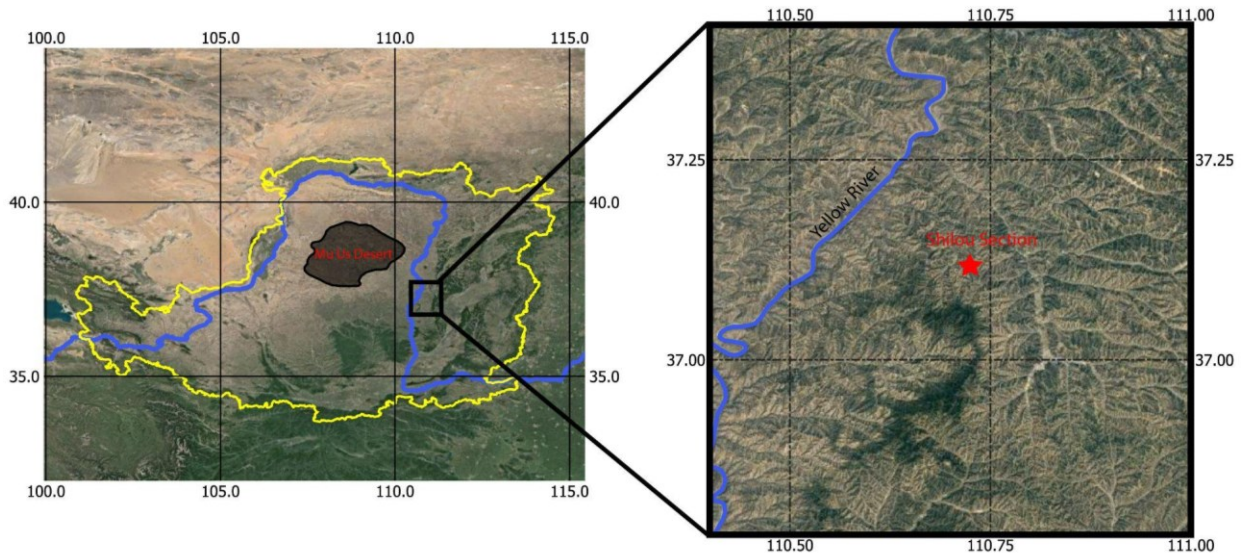 100.0 105.0 110.0 115.0
40.0 40.0
35.0 35.0
Mu Us Desert
100.0 105.0 110.0 115.0
110.50 110.75 111.00
37.25 37.25
Yellow River
Shilou Section
37.00 37.00
110.50 110.75 111.00